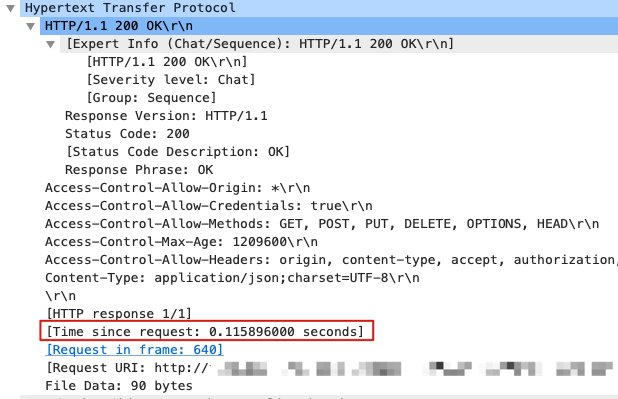 Hypertext Transfer Protocol
HTTP/1.1 200 OK\r\n
[Expert Info (Chat/Sequence): HTTP/1.1 200 OK\r\n]
[HTTP/1.1 200 OK\r\n]
[Severity level: Chat]
[Group: Sequence]
Response Version: HTTP/1.1
Status Code: 200
[Status Code Description: OK]
Response Phrase: OK
Access-Control-Allow-Origin: *\r\n
Access-Control-Allow-Credentials: true\r\n
Access-Control-Allow-Methods: GET, POST, PUT, DELETE, OPTIONS, HEAD\r\n
Access-Control-Max-Age: 1209600\r\n
Access-Control-Allow-Headers: origin, content-type, accept, authorization,
Content-Type: application/json;charset=UTF-8\r\n
\r\n
[HTTP response 1/1]
[Time since request: 0.115896000 seconds]
[Request in frame: 640]
[Request URI: http:/
File Data: 90 bytes